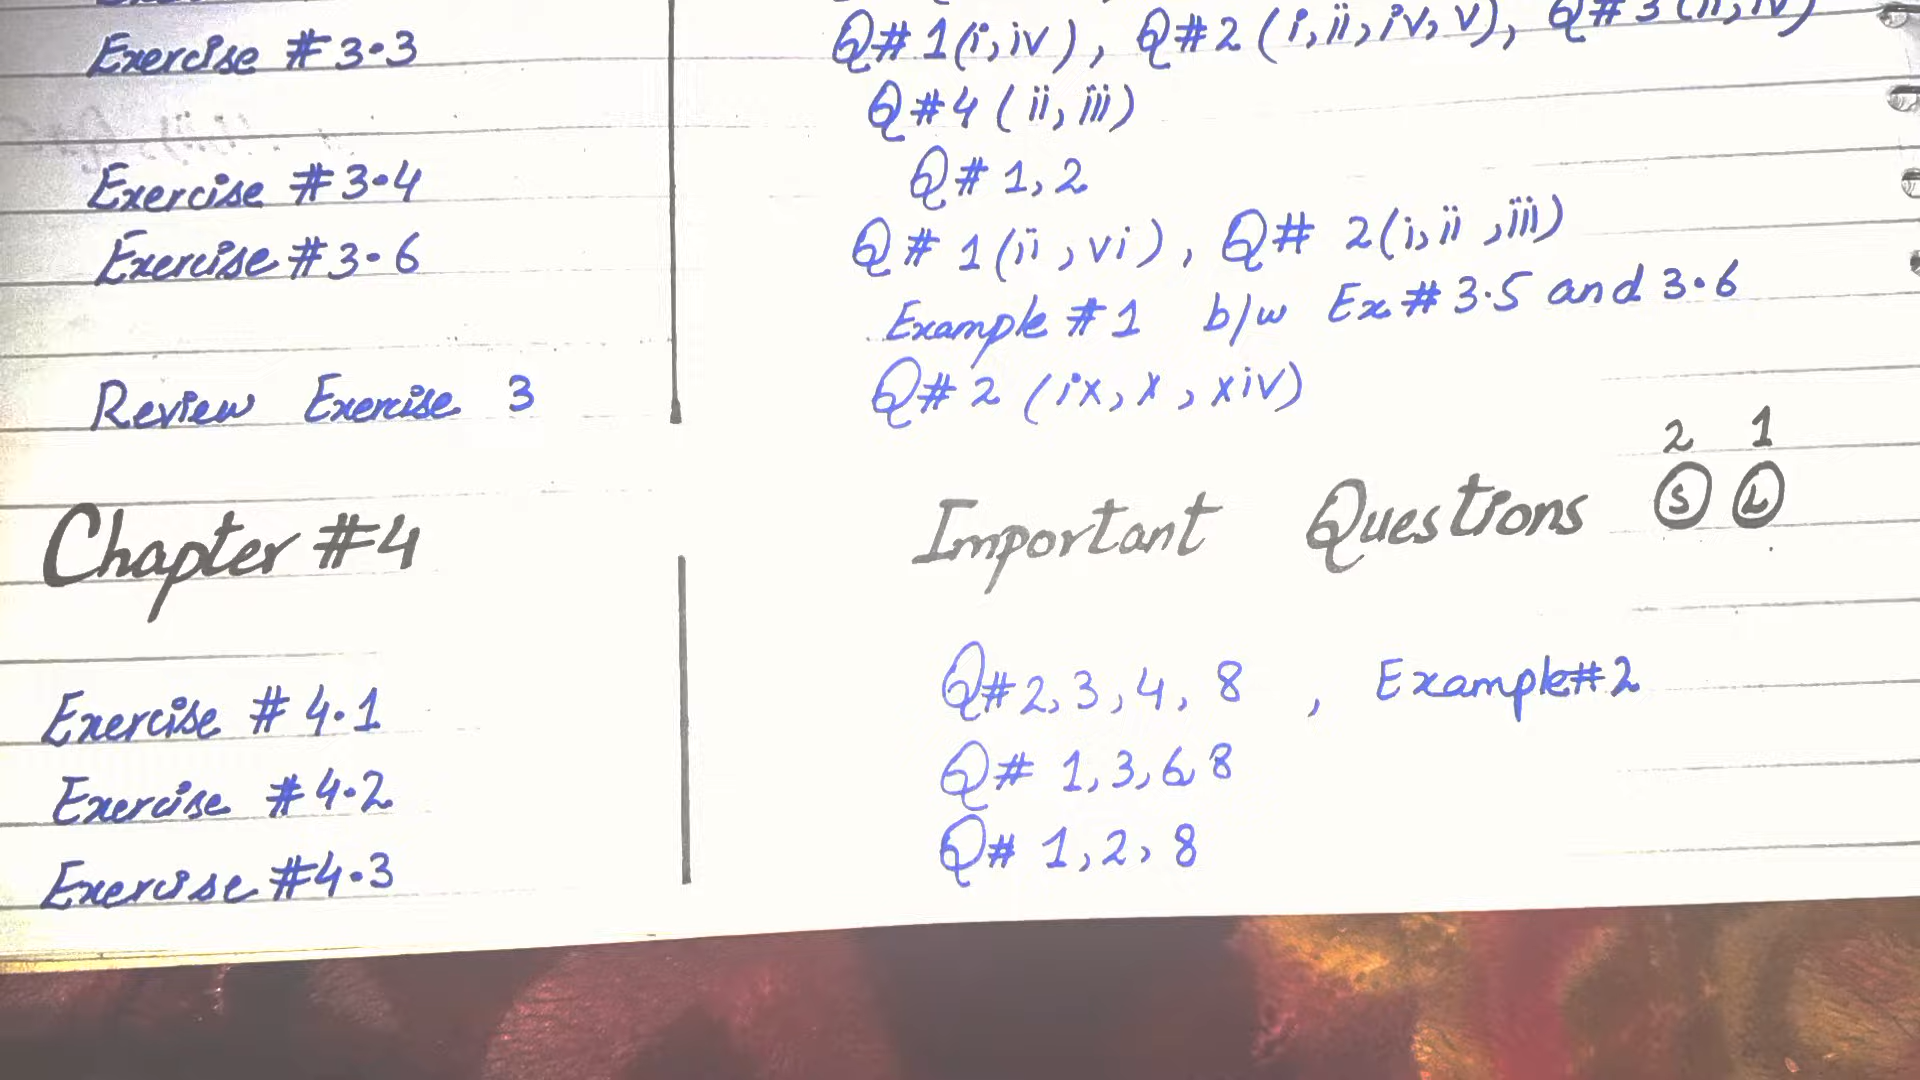 Exercise # 3.3 Q# 1(i,iv), Q# 2 (i,ii,iv,v), Q# 3 (ii,iv)
Q# 4 (ii, iii)
Exercise # 3.4 Q# 1,2
Exercise # 3.6 Q# 1(ii,vi), Q# 2(i,ii,iii)
Example # 1 b/w Ex # 3.5 and 3.6
Review Exercise 3 Q# 2 (ix, x, xiv)
2 1
Chapter #4 Important Questions S L
Exercise # 4.1 Q# 2,3,4,8, Example#2
Exercise # 4.2 Q# 1,3,6,8
Exercise #4.3 Q# 1,2,8